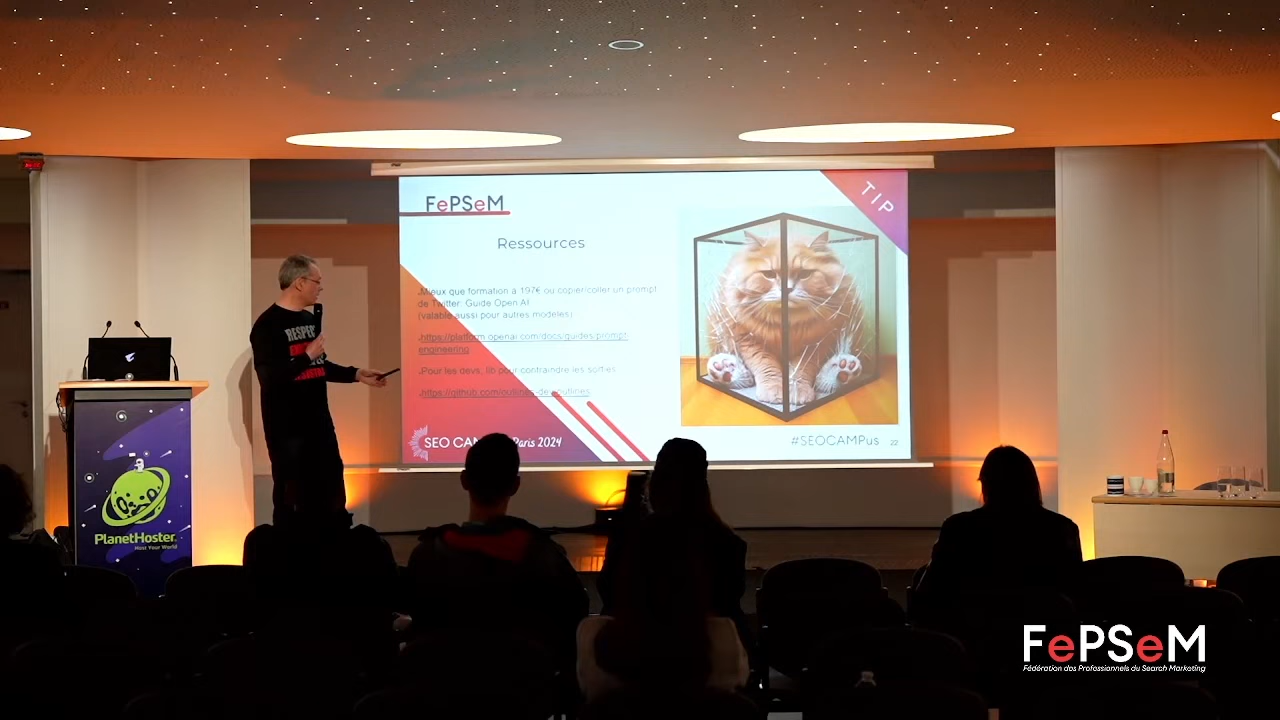 FePSeM
TIP
Ressources
Mieux que formation à 197€ ou copier/coller un prompt
de Twitter: Guide Open AI
(valable aussi pour autres modèles)
https://platform.openai.com/docs/guides/prompt-
engineering
Pour les devs, lib pour contraindre les sorties
https://github.com/outlines-dev/outlines
SEO CAM Paris 2024
#SEOCAMPus 22
RESPEC
PlanetHoster
Host Your World
FePSeM
Fédération des Professionnels du Search Marketing